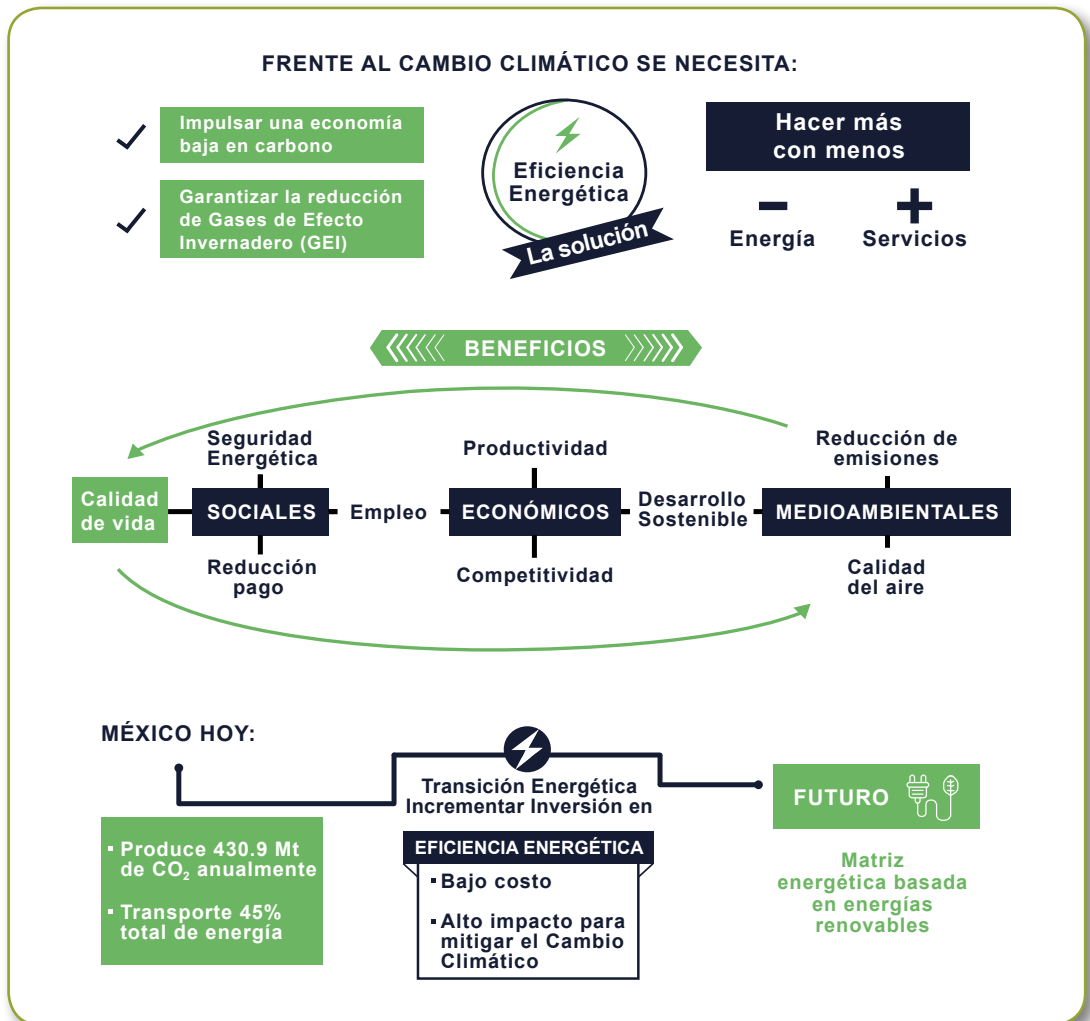 FRENTE AL CAMBIO CLIMÁTICO SE NECESITA:
Impulsar una economía
baja en carbono
Garantizar la reducción
de Gases de Efecto
Invernadero (GEI)
Eficiencia
Energética
La solución
Hacer más
con menos
−
Energía
+
Servicios
BENEFICIOS
Calidad
de vida
Seguridad
Energética
SOCIALES
Reducción
pago
Empleo
Productividad
ECONÓMICOS
Competitividad
Desarrollo
Sostenible
Reducción de
emisiones
MEDIOAMBIENTALES
Calidad
del aire
MÉXICO HOY:
▪ Produce 430.9 Mt
de CO₂ anualmente
▪ Transporte 45%
total de energía
Transición Energética
Incrementar Inversión en
EFICIENCIA ENERGÉTICA
▪ Bajo costo
▪ Alto impacto para
mitigar el Cambio
Climático
FUTURO
Matriz
energética basada
en energías
renovables